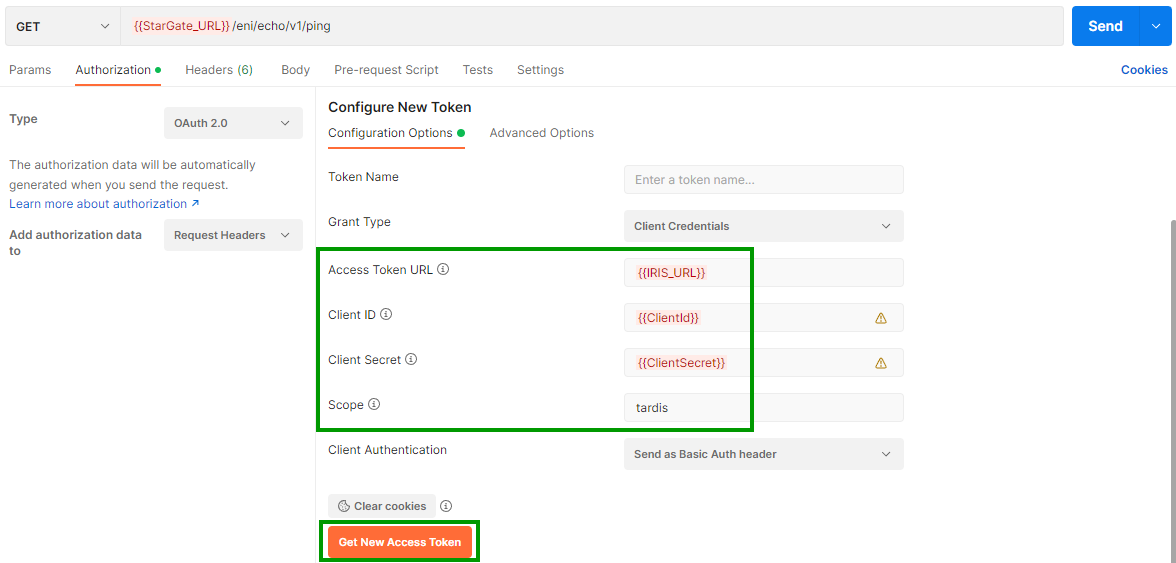 GET {{StarGate_URL}}/eni/echo/v1/ping Send
Params Authorization Headers (6) Body Pre-request Script Tests Settings Cookies
Type OAuth 2.0
The authorization data will be automatically
generated when you send the request.
Learn more about authorization ↗
Add authorization data
to
Request Headers
Configure New Token
Configuration Options Advanced Options
Token Name Enter a token name...
Grant Type Client Credentials
Access Token URL {{IRIS_URL}}
Client ID {{ClientId}}
Client Secret {{ClientSecret}}
Scope tardis
Client Authentication Send as Basic Auth header
Clear cookies
Get New Access Token